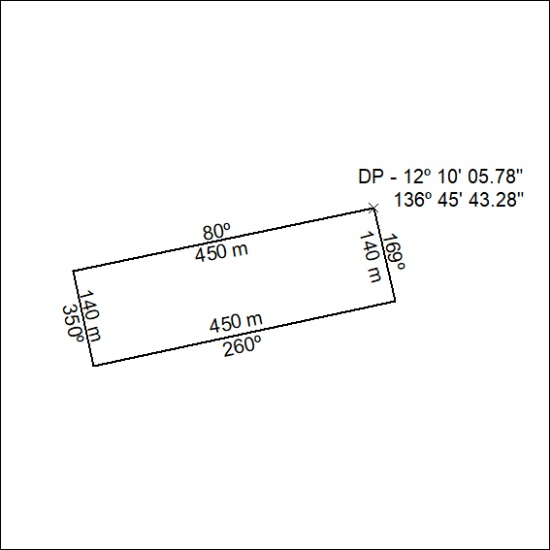 DP - 12º 10' 05.78"
136º 45' 43.28"
80º
450 m
169º
140 m
140 m
350º
450 m
260º